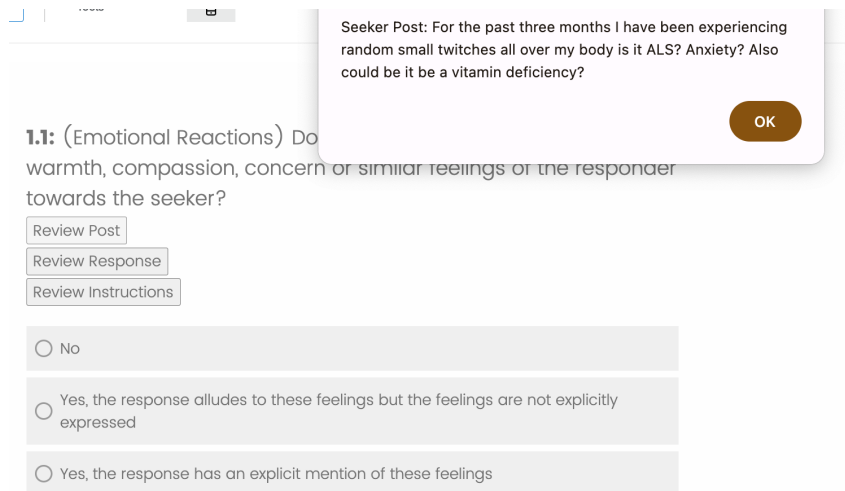 Seeker Post: For the past three months I have been experiencing
random small twitches all over my body is it ALS? Anxiety? Also
could be it be a vitamin deficiency?
OK
1.1: (Emotional Reactions) Do
warmth, compassion, concern or similar feelings of the responder
towards the seeker?
Review Post
Review Response
Review Instructions
No
Yes, the response alludes to these feelings but the feelings are not explicitly
expressed
Yes, the response has an explicit mention of these feelings